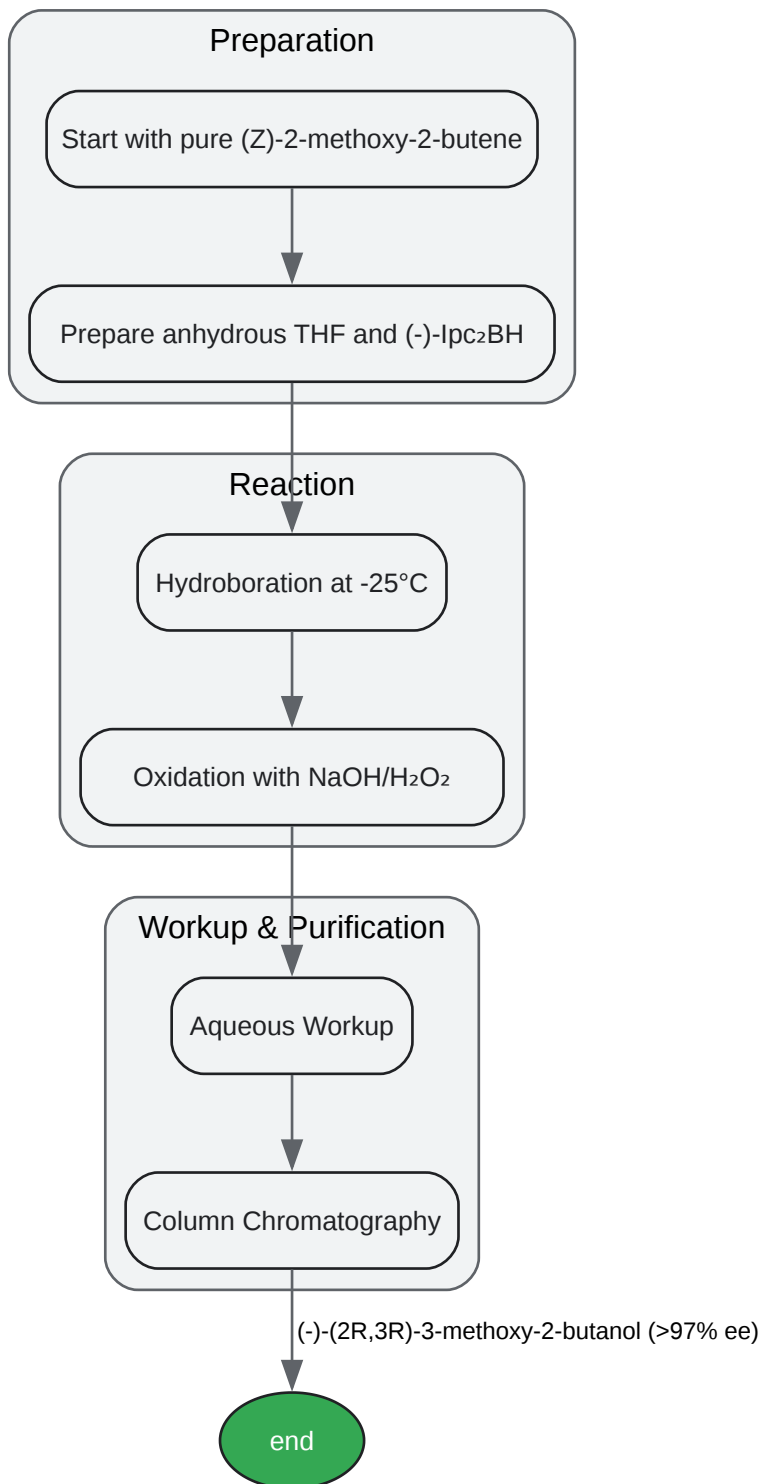 Preparation
Start with pure (Z)-2-methoxy-2-butene
Prepare anhydrous THF and (-)-Ipc₂BH
Reaction
Hydroboration at -25°C
Oxidation with NaOH/H₂O₂
Workup & Purification
Aqueous Workup
Column Chromatography
(-)-(2R,3R)-3-methoxy-2-butanol (>97% ee)
end